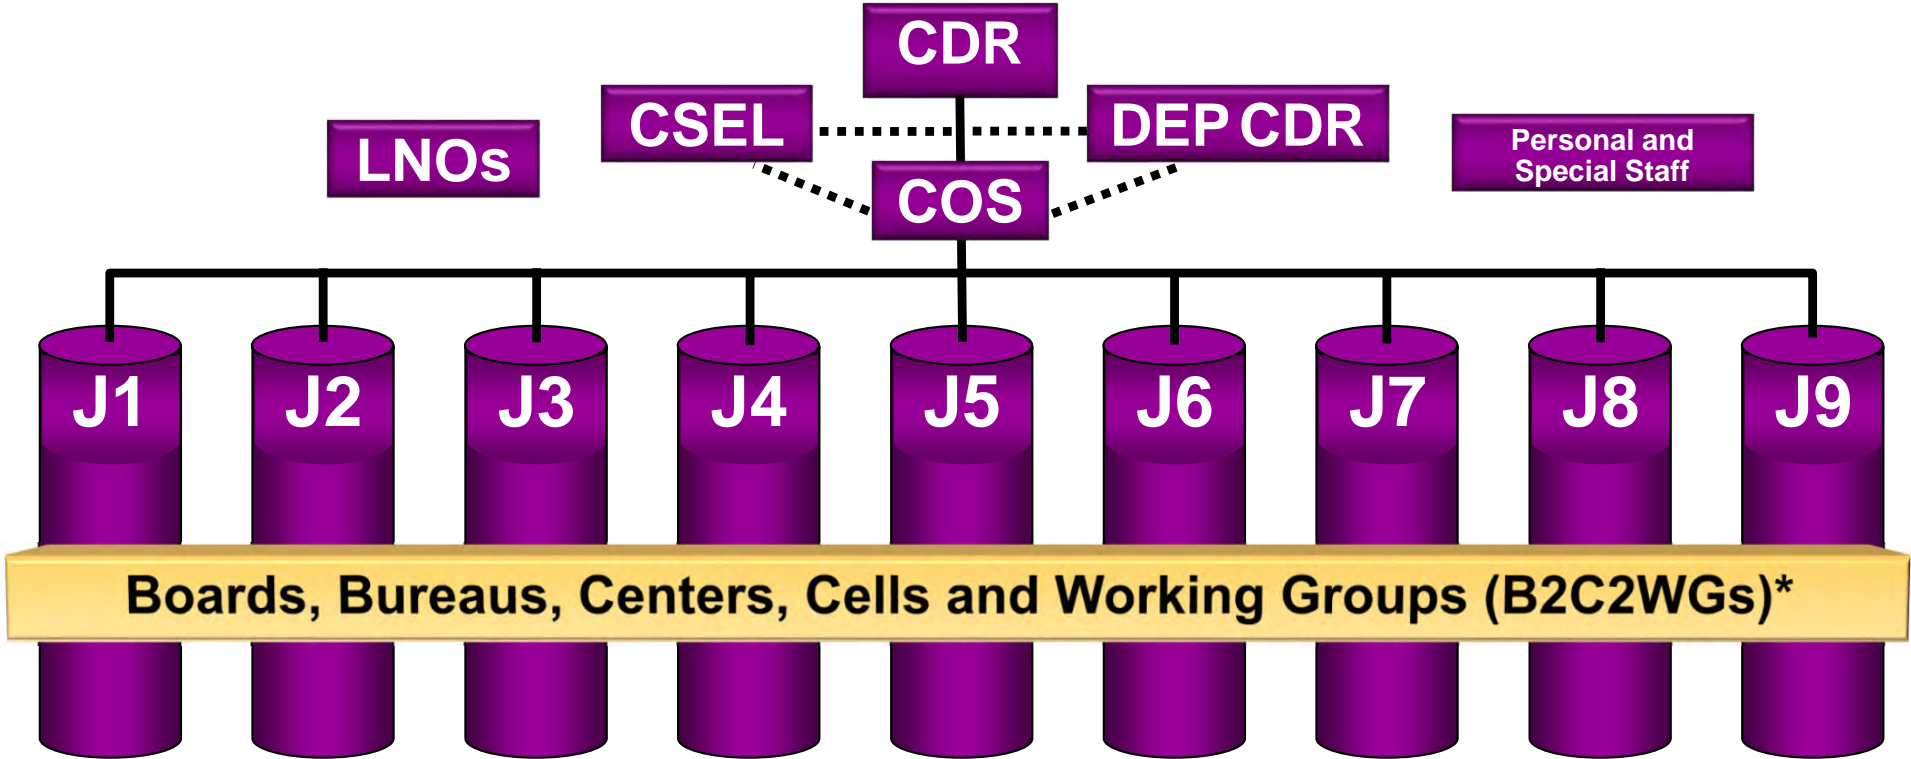 CDR
CSEL
DEP CDR
LNOs
Personal and
Special Staff
COS
J1
J2
J3
J4
J5
J6
J7
J8
J9
Boards, Bureaus, Centers, Cells and Working Groups (B2C2WGs)*